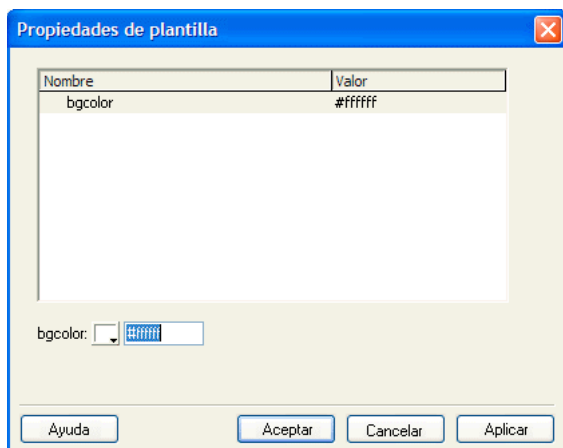 Propiedades de plantilla
Nombre Valor
bgcolor #ffffff
bgcolor: #ffffff
Ayuda Aceptar Cancelar Aplicar